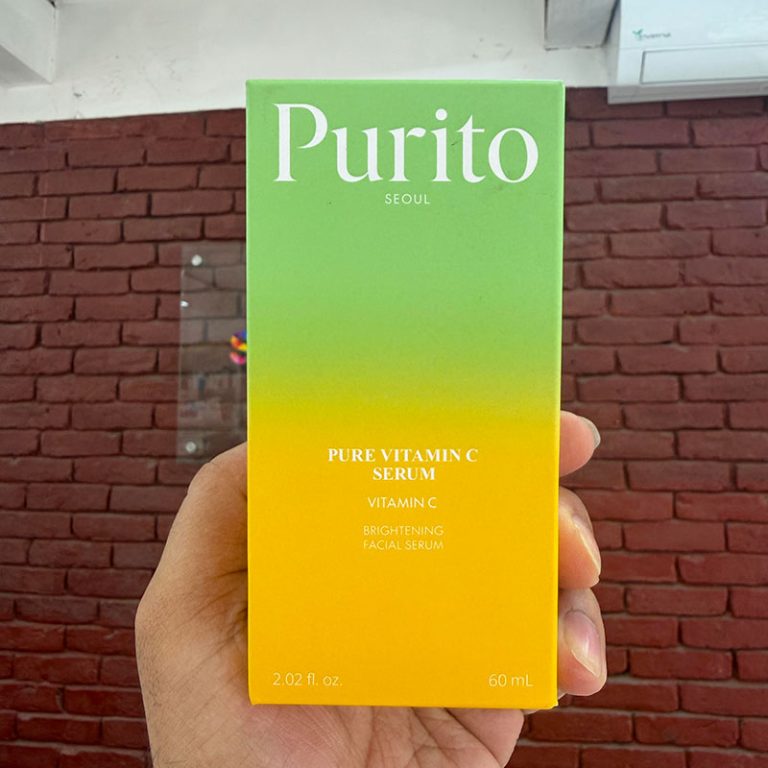 Purito
SEOUL
PURE VITAMIN C
SERUM
VITAMIN C
BRIGHTENING
FACIAL SERUM
2.02 fl. oz.
60 mL